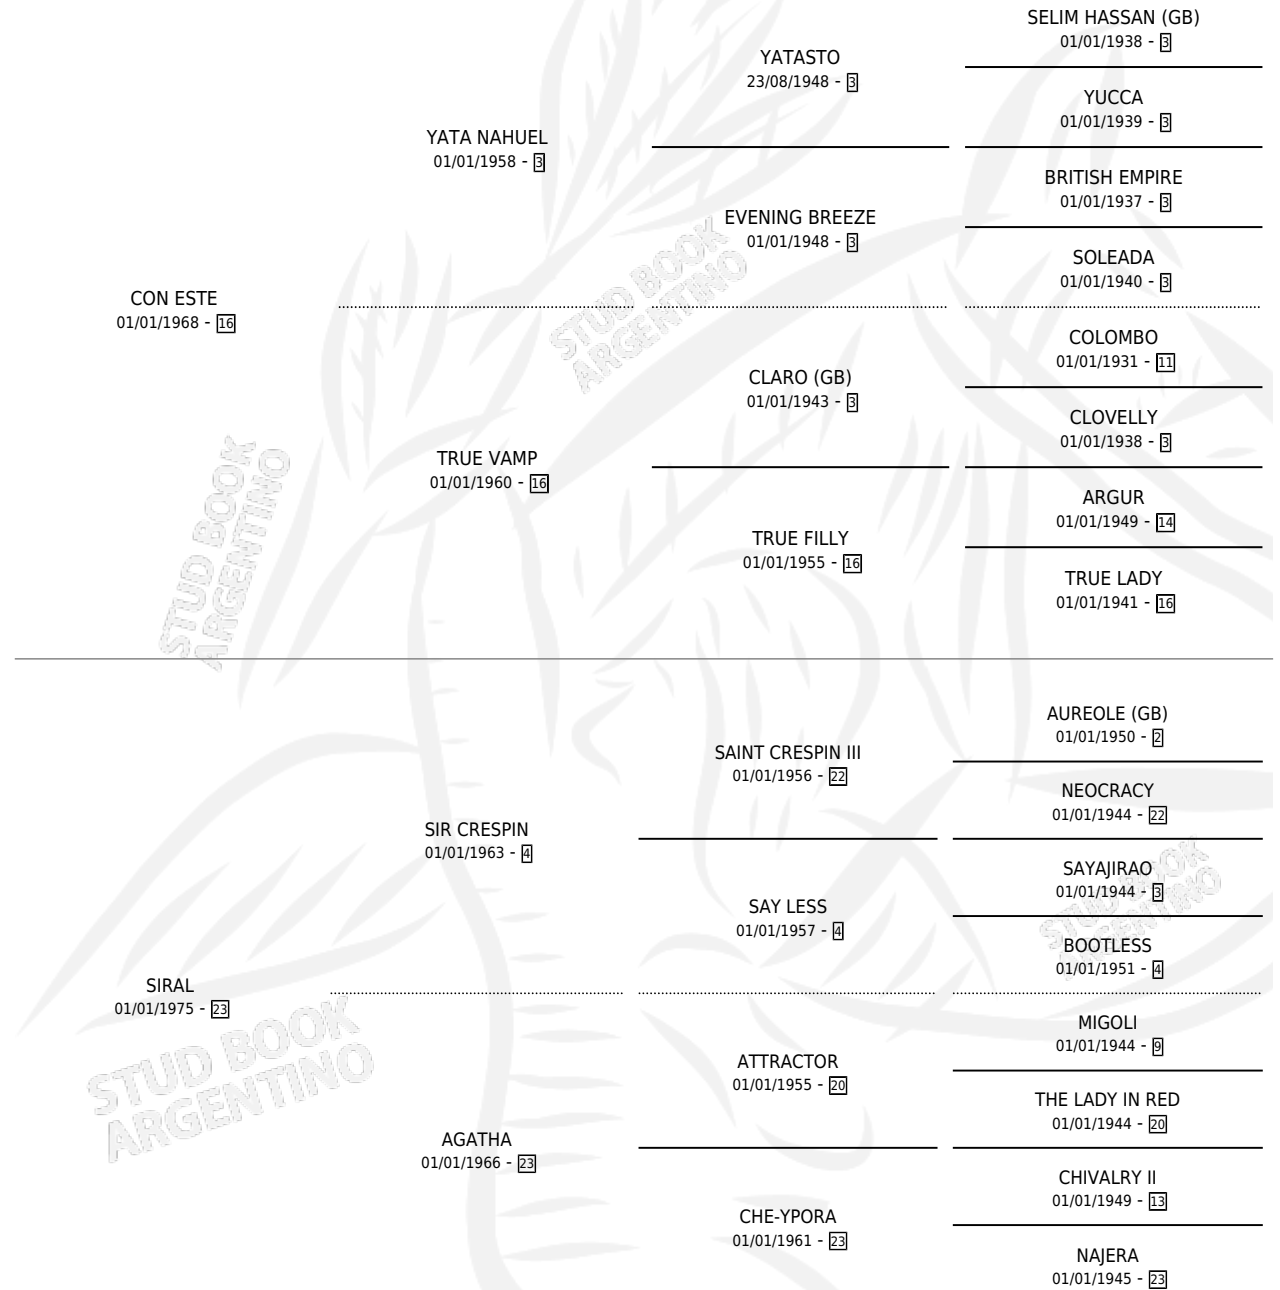 SELIM HASSAN (GB)
01/01/1938 - 3
YATASTO
23/08/1948 - 3
YUCCA
01/01/1939 - 3
YATA NAHUEL
01/01/1958 - 3
BRITISH EMPIRE
01/01/1937 - 3
EVENING BREEZE
01/01/1948 - 3
SOLEADA
01/01/1940 - 3
CON ESTE
01/01/1968 - 16
COLOMBO
01/01/1931 - 11
CLARO (GB)
01/01/1943 - 3
CLOVELLY
01/01/1938 - 3
TRUE VAMP
01/01/1960 - 16
ARGUR
01/01/1949 - 14
TRUE FILLY
01/01/1955 - 16
TRUE LADY
01/01/1941 - 16
AUREOLE (GB)
01/01/1950 - 2
SAINT CRESPIN III
01/01/1956 - 22
NEOCRACY
01/01/1944 - 22
SIR CRESPIN
01/01/1963 - 4
SAYAJIRAO
01/01/1944 - 3
SAY LESS
01/01/1957 - 4
BOOTLESS
01/01/1951 - 4
SIRAL
01/01/1975 - 23
MIGOLI
01/01/1944 - 9
ATTRACTOR
01/01/1955 - 20
THE LADY IN RED
01/01/1944 - 20
AGATHA
01/01/1966 - 23
CHIVALRY II
01/01/1949 - 13
CHE-YPORA
01/01/1961 - 23
NAJERA
01/01/1945 - 23
STUD BOOK
ARGENTINO
STUD BOOK
ARGENTINO
STUD BOOK
ARGENTINO
STUD BOOK
ARGENTINO